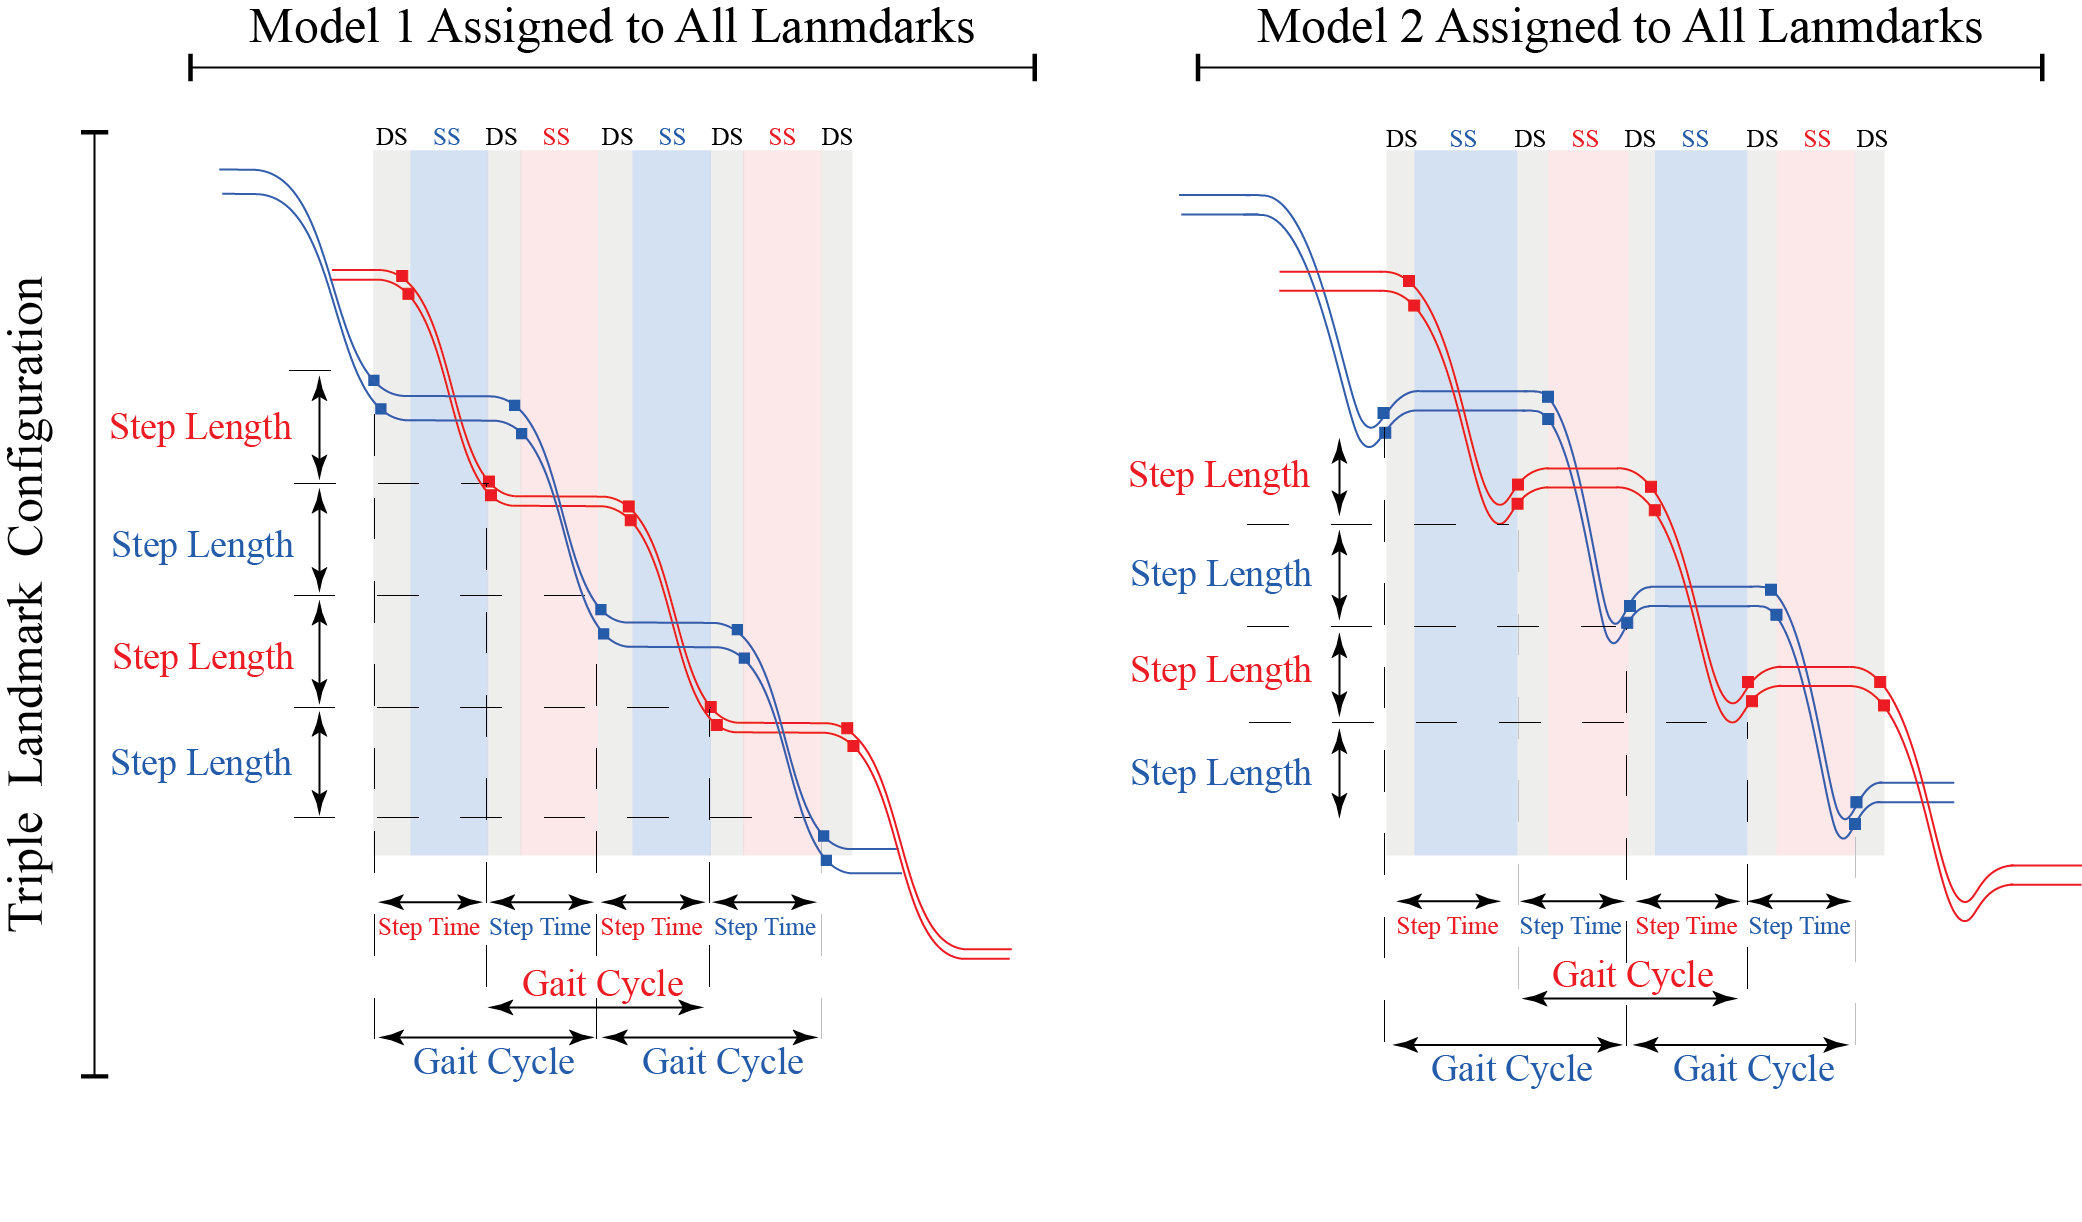 Model 1 Assigned to All Lanmdarks
Model 2 Assigned to All Lanmdarks
Triple Landmark Configuration
DS SS DS SS DS SS DS SS DS
Step Length
Step Length
Step Length
Step Length
Step Time Step Time Step Time Step Time
Gait Cycle
Gait Cycle Gait Cycle
DS SS DS SS DS SS DS SS DS
Step Length
Step Length
Step Length
Step Length
Step Time Step Time Step Time Step Time
Gait Cycle
Gait Cycle Gait Cycle